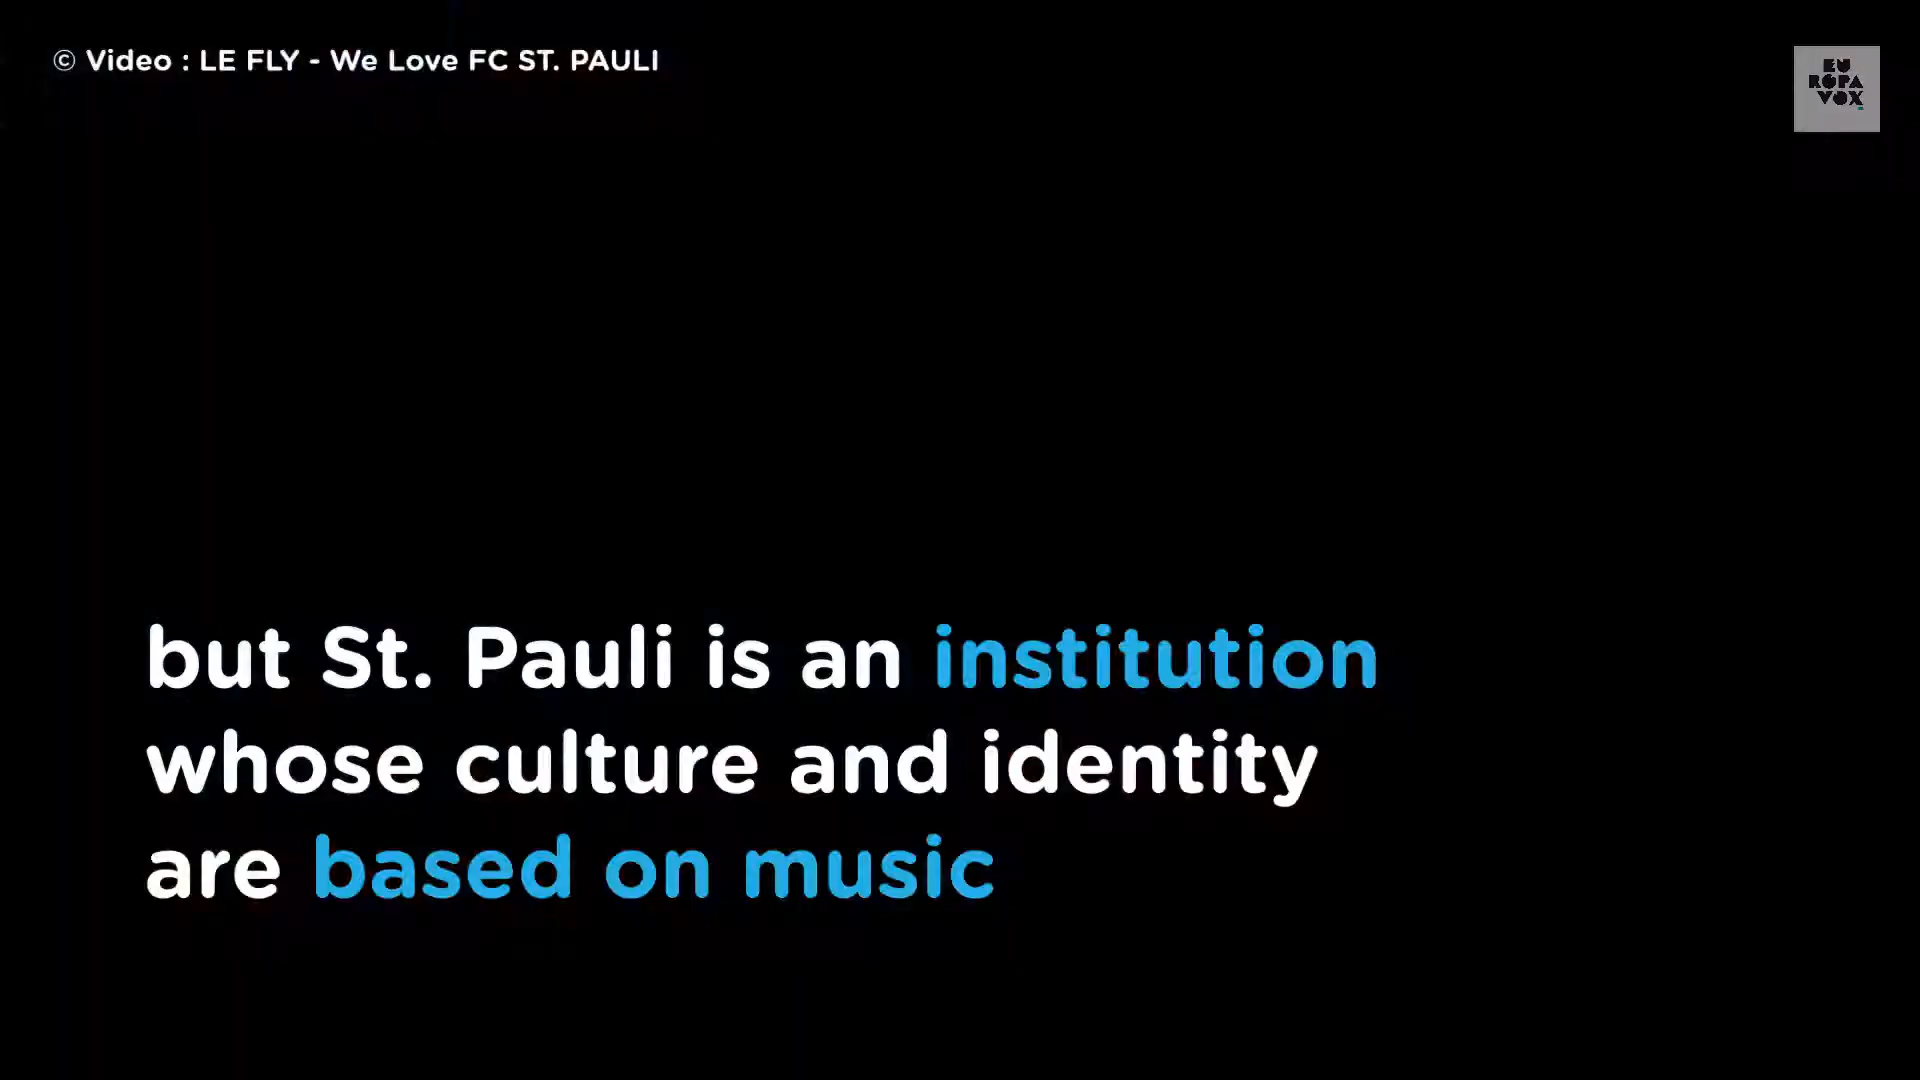 © Video : LE FLY - We Love FC ST. PAULI
EU
ROPA
VOX
but St. Pauli is an institution
whose culture and identity
are based on music